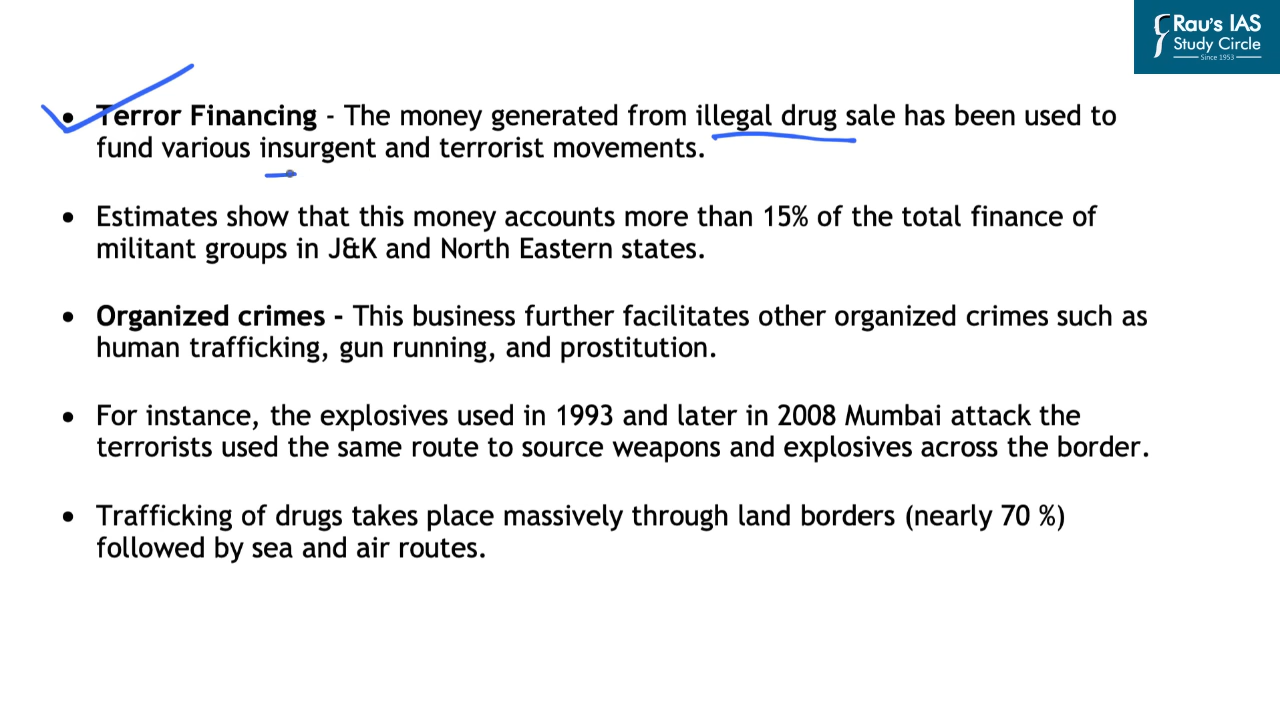 Rau's IAS
Study Circle
Since 1953
• Terror Financing - The money generated from illegal drug sale has been used to
fund various insurgent and terrorist movements.
• Estimates show that this money accounts more than 15% of the total finance of
militant groups in J&K and North Eastern states.
• Organized crimes - This business further facilitates other organized crimes such as
human trafficking, gun running, and prostitution.
• For instance, the explosives used in 1993 and later in 2008 Mumbai attack the
terrorists used the same route to source weapons and explosives across the border.
• Trafficking of drugs takes place massively through land borders (nearly 70 %)
followed by sea and air routes.